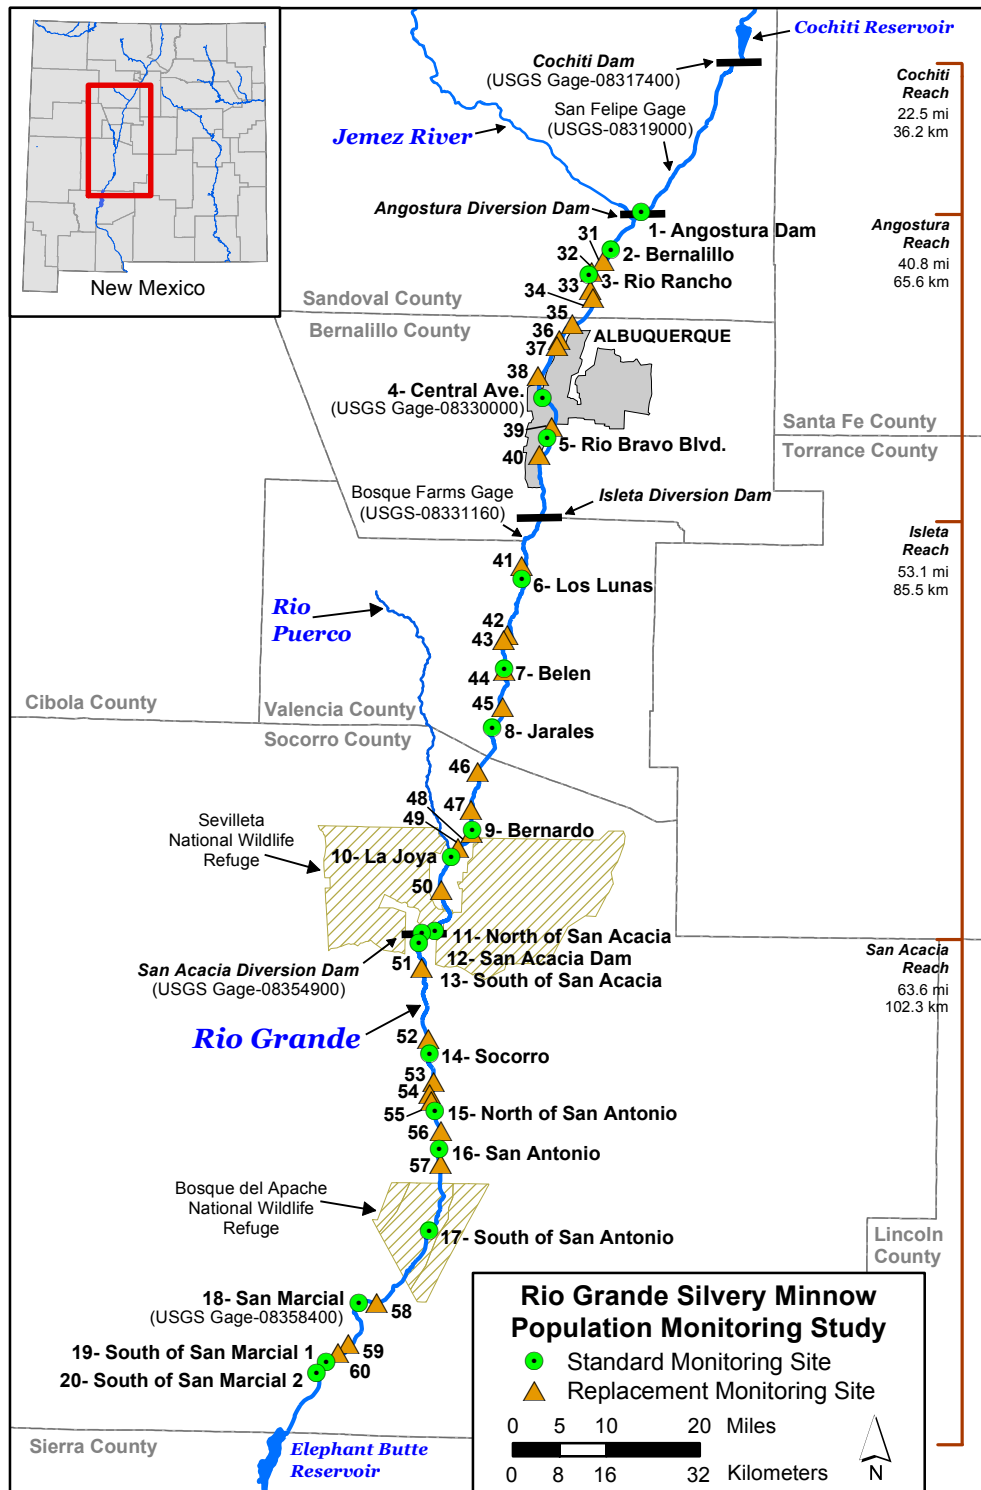 New Mexico
Cochiti Reservoir
Cochiti Dam
(USGS Gage-08317400)
San Felipe Gage
(USGS-08319000)
Jemez River
Cochiti
Reach
22.5 mi
36.2 km
Angostura Diversion Dam
1- Angostura Dam
Angostura
Reach
40.8 mi
65.6 km
31
2- Bernalillo
32
3- Rio Rancho
33
34
Sandoval County
Bernalillo County
35
36
37
ALBUQUERQUE
38
4- Central Ave.
(USGS Gage-08330000)
39
5- Rio Bravo Blvd.
40
Santa Fe County
Torrance County
Bosque Farms Gage
(USGS-08331160)
Isleta Diversion Dam
Isleta
Reach
53.1 mi
85.5 km
41
6- Los Lunas
Rio
Puerco
42
43
44
7- Belen
45
Cibola County
Valencia County
Socorro County
8- Jarales
46
47
48
49
9- Bernardo
Sevilleta
National Wildlife
Refuge
10- La Joya
50
11- North of San Acacia
12- San Acacia Dam
13- South of San Acacia
51
San Acacia Diversion Dam
(USGS Gage-08354900)
San Acacia
Reach
63.6 mi
102.3 km
Rio Grande
52
14- Socorro
53
54
55
15- North of San Antonio
56
16- San Antonio
57
Bosque del Apache
National Wildlife
Refuge
17- South of San Antonio
Lincoln
County
18- San Marcial
(USGS Gage-08358400)
58
19- South of San Marcial 1
59
60
20- South of San Marcial 2
Sierra County
Elephant Butte
Reservoir
Rio Grande Silvery Minnow
Population Monitoring Study
Standard Monitoring Site
Replacement Monitoring Site
0 5 10 20 Miles
0 8 16 32 Kilometers
N